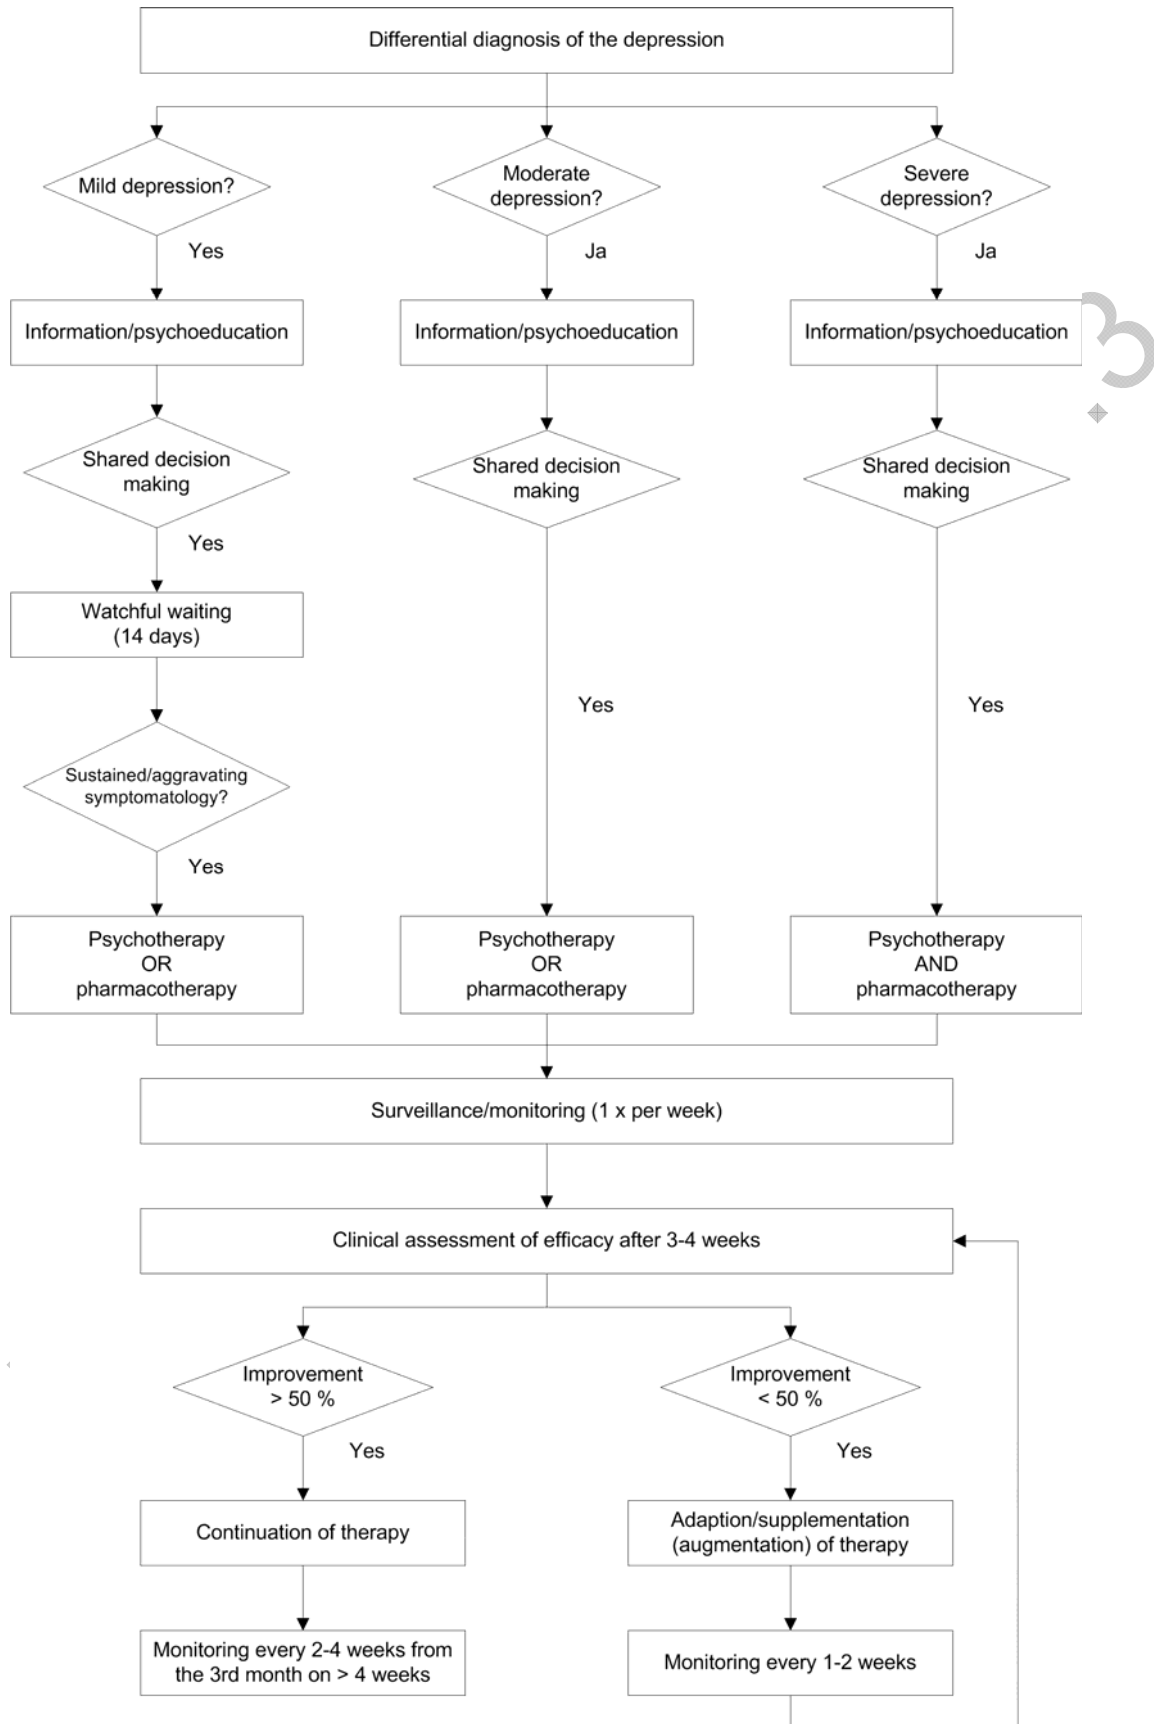 Differential diagnosis of the depression
Mild depression?
Moderate
depression?
Severe
depression?
Yes
Ja
Ja
Information/psychoeducation
Information/psychoeducation
Information/psychoeducation
Shared decision
making
Shared decision
making
Shared decision
making
Yes
Watchful waiting
(14 days)
Yes
Yes
Sustained/aggravating
symptomatology?
Yes
Psychotherapy
OR
pharmacotherapy
Psychotherapy
OR
pharmacotherapy
Psychotherapy
AND
pharmacotherapy
Surveillance/monitoring (1 x per week)
Clinical assessment of efficacy after 3-4 weeks
Improvement
> 50 %
Improvement
< 50 %
Yes
Yes
Continuation of therapy
Adaption/supplementation
(augmentation) of therapy
Monitoring every 2-4 weeks from
the 3rd month on > 4 weeks
Monitoring every 1-2 weeks